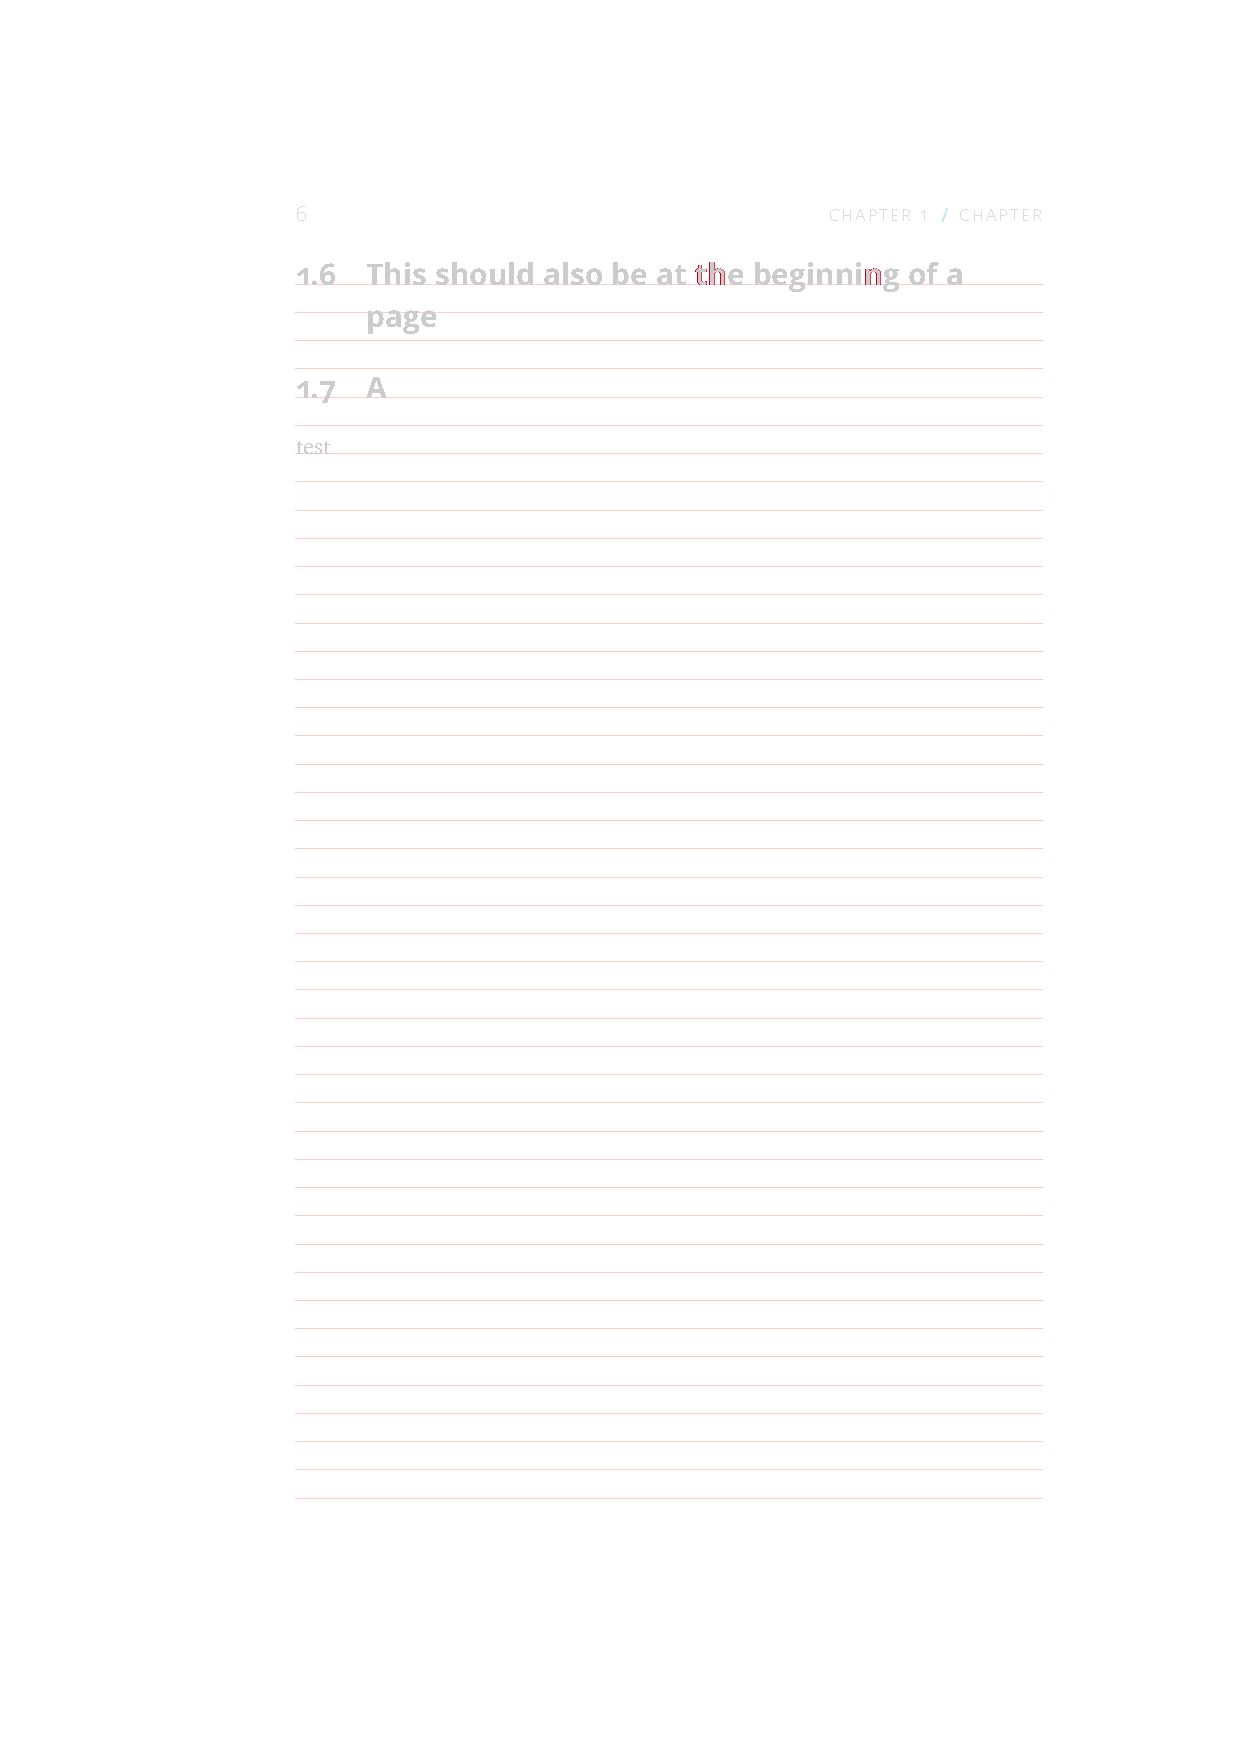 6 CHAPTER 1 / CHAPTER
1.6 This should also be at the beginning of a
page
1.7 A
test